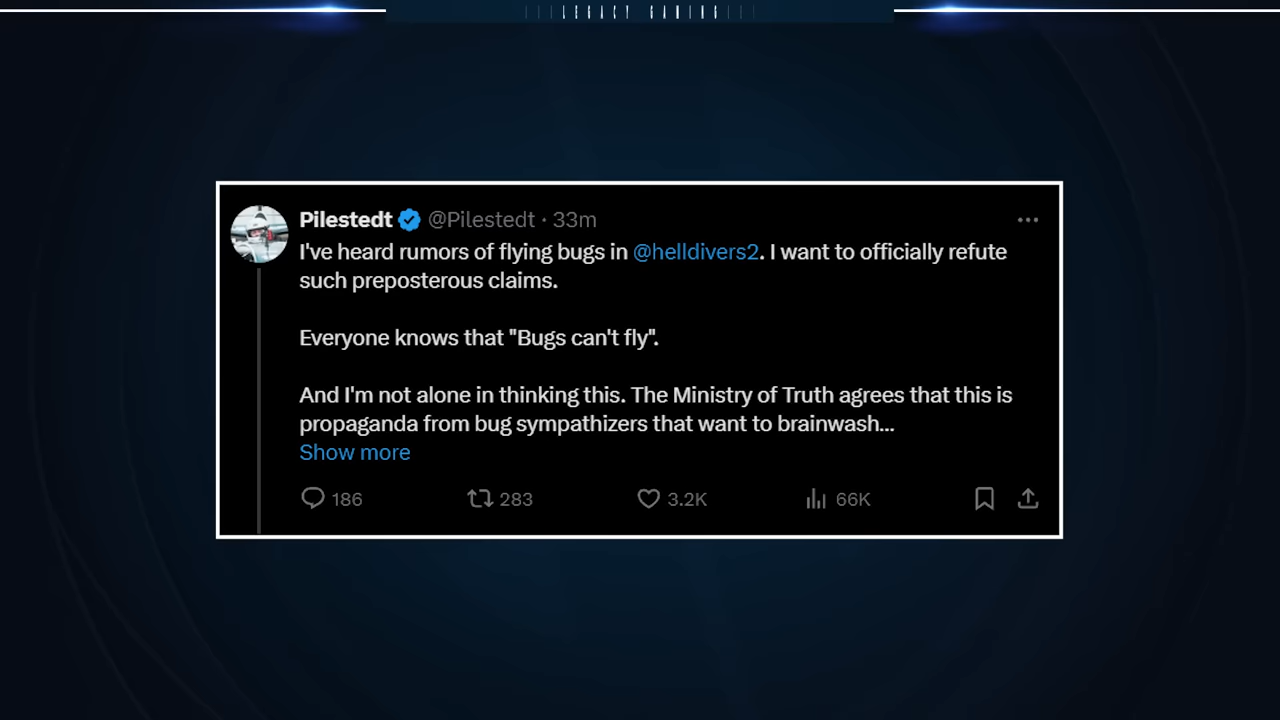 LEGACY GAMING
Pilestedt @Pilestedt · 33m
I've heard rumors of flying bugs in @helldivers2. I want to officially refute
such preposterous claims.
Everyone knows that "Bugs can't fly".
And I'm not alone in thinking this. The Ministry of Truth agrees that this is
propaganda from bug sympathizers that want to brainwash...
Show more
186 283 3.2K 66K